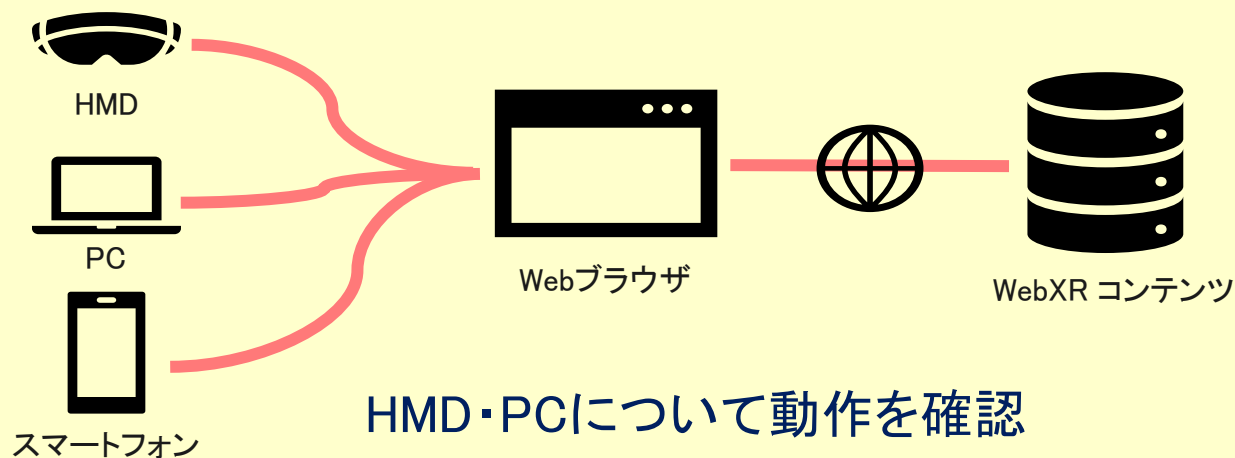 HMD
PC
スマートフォン
Webブラウザ
WebXR コンテンツ
HMD・PCについて動作を確認